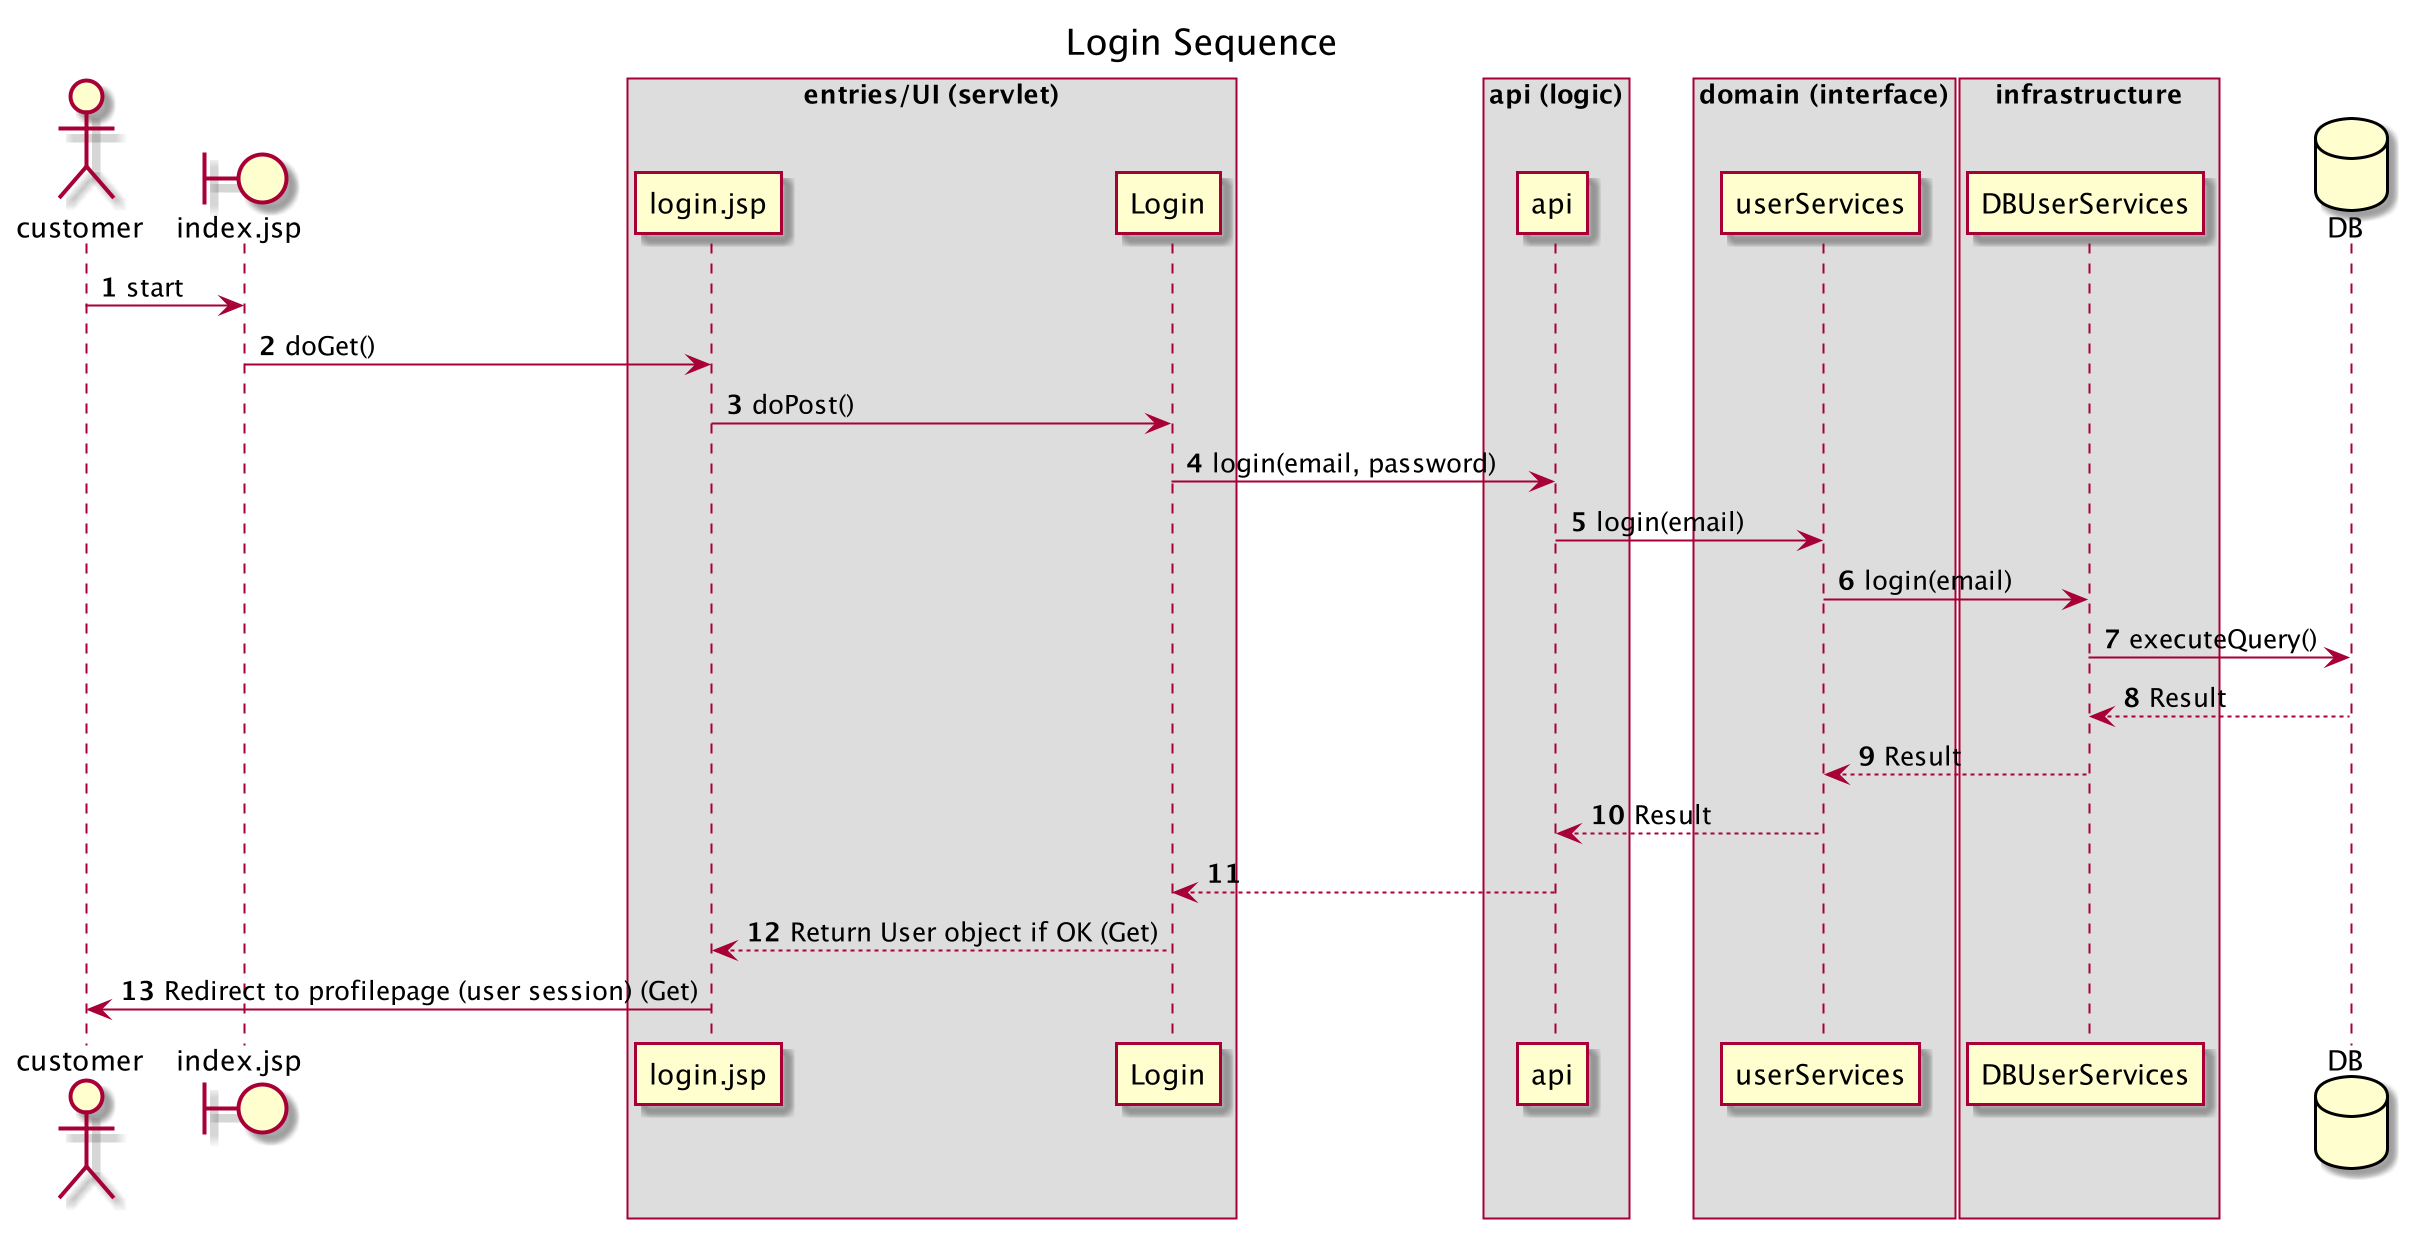 Login Sequence
entries/UI (servlet)
api (logic)
domain (interface)
infrastructure
customer
index.jsp
login.jsp
Login
api
userServices
DBUserServices
DB
1 start
2 doGet()
3 doPost()
4 login(email, password)
5 login(email)
6 login(email)
7 executeQuery()
8 Result
9 Result
10 Result
11
12 Return User object if OK (Get)
13 Redirect to profilepage (user session) (Get)
customer
index.jsp
login.jsp
Login
api
userServices
DBUserServices
DB